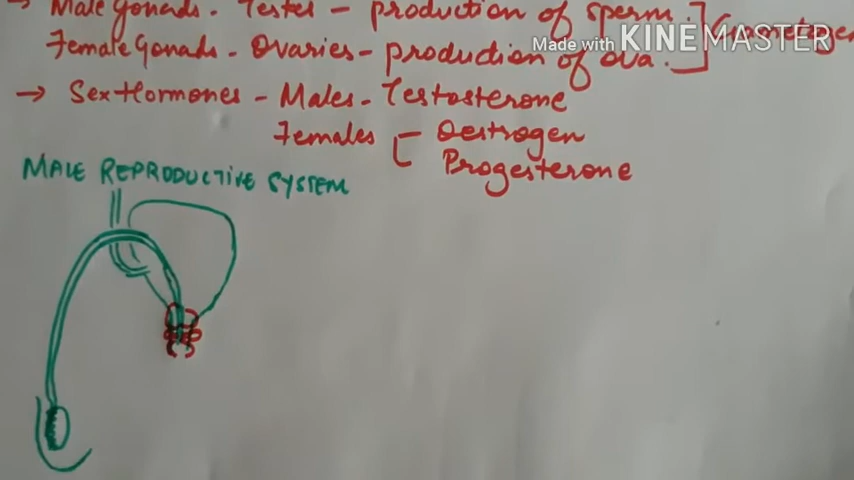 → Male Gonads - Testes - production of sperm.
Female Gonads - Ovaries - production of ova.
Made with KINEMASTER
→ Sex Hormones - Males - Testosterone
Females - Oestrogen
Progesterone
MALE REPRODUCTIVE SYSTEM